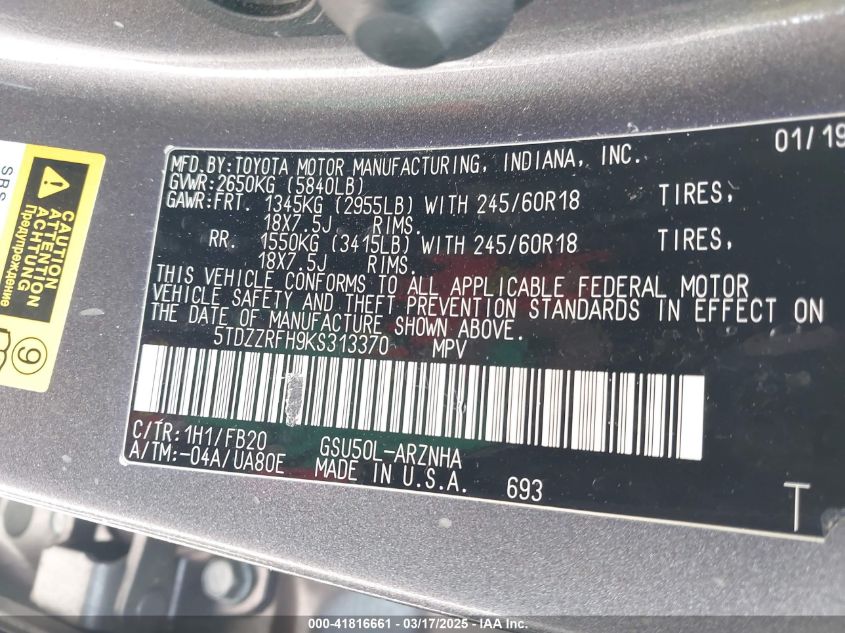 MFD. BY: TOYOTA MOTOR MANUFACTURING, INDIANA, INC. 01/19
GVWR: 2650KG (5840LB)
GAWR: FRT. 1345KG (2955LB) WITH 245/60R18 TIRES,
18X7.5J RIMS.
RR. 1550KG (3415LB) WITH 245/60R18 TIRES,
18X7.5J RIMS.
THIS VEHICLE CONFORMS TO ALL APPLICABLE FEDERAL MOTOR
VEHICLE SAFETY AND THEFT PREVENTION STANDARDS IN EFFECT ON
THE DATE OF MANUFACTURE SHOWN ABOVE.
5TDZZRFH9KS313370 MPV
C/TR: 1H1/FB20 GSU50L-ARZNHA
A/TM: -04A/UA80E MADE IN U.S.A. 693
T
SRS
CAUTION
ATTENTION
ACHTUNG
Предупреждение
9
000-41816661 - 03/17/2025 - IAA Inc.